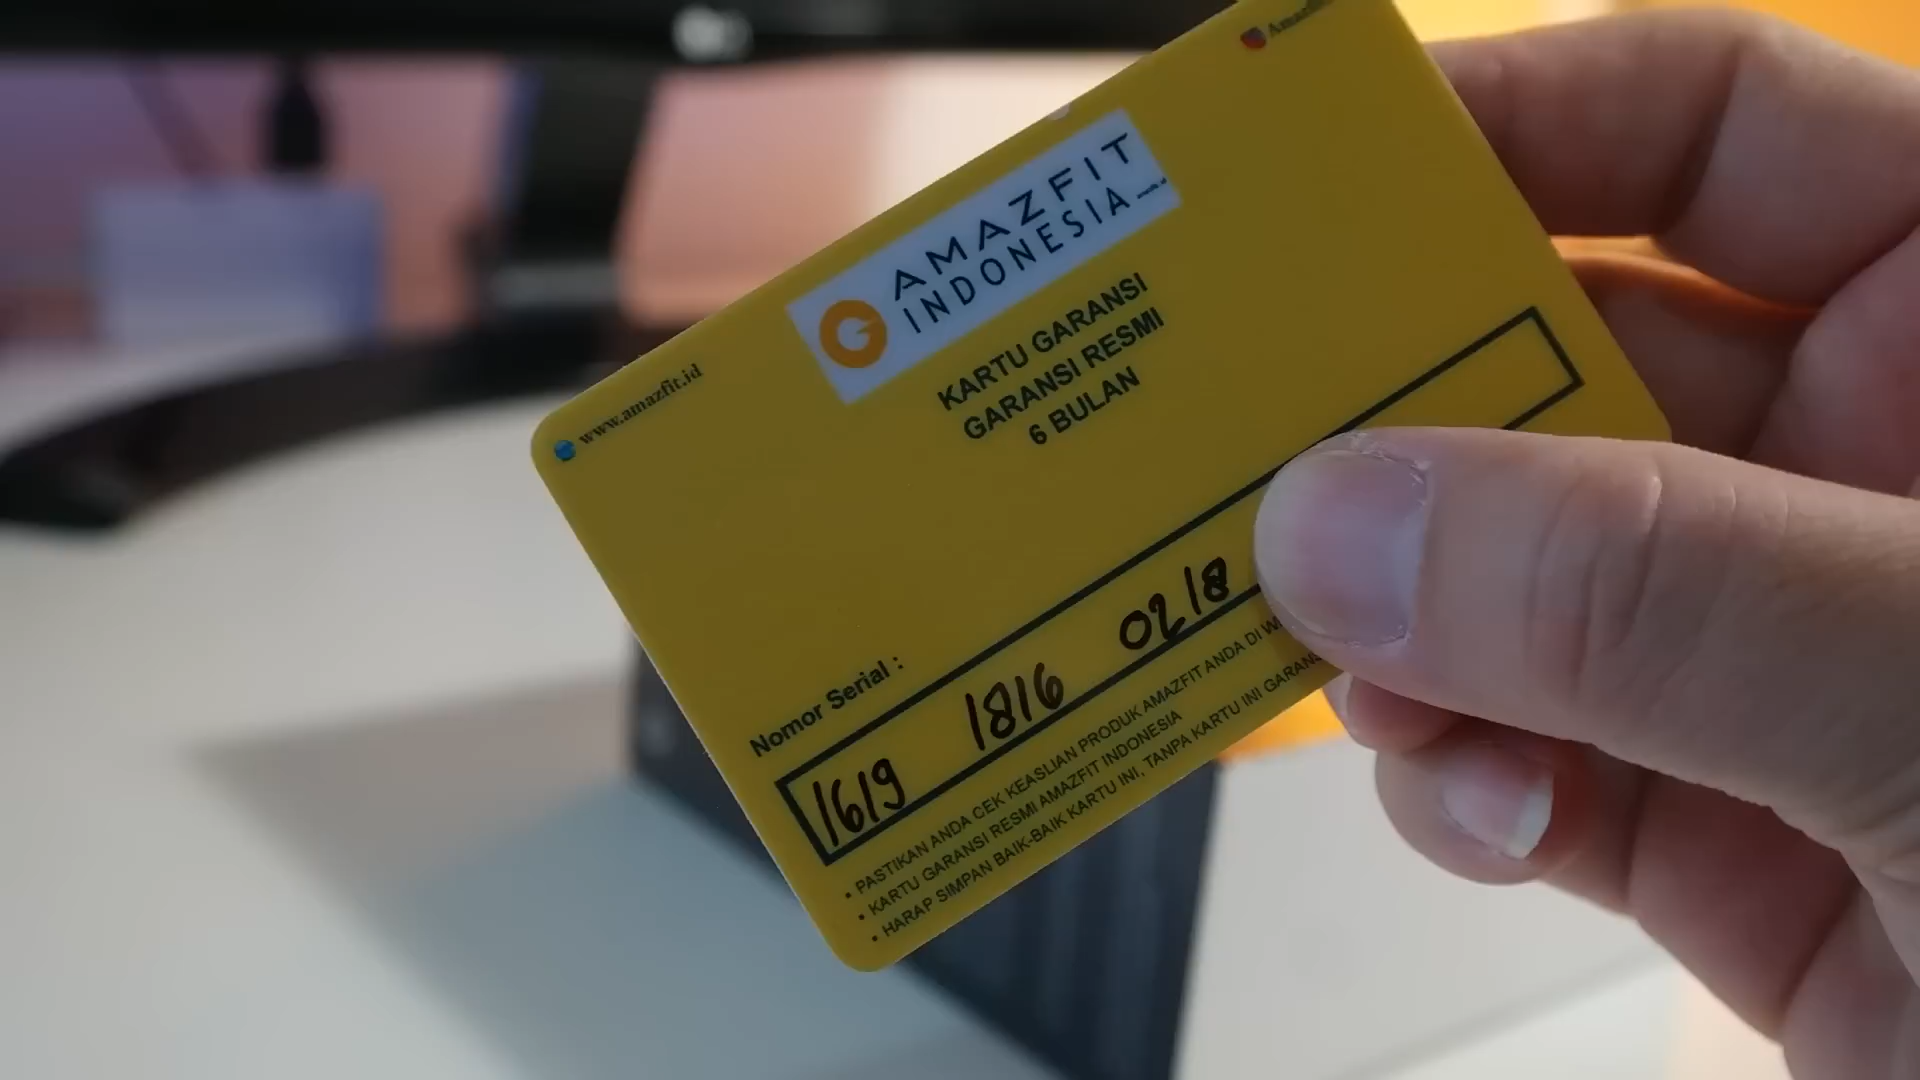 www.amazfit.id
AMAZFIT
INDONESIA
KARTU GARANSI
GARANSI RESMI
6 BULAN
Nomor Serial :
1619 1816 0218
• PASTIKAN ANDA CEK KEASLIAN PRODUK AMAZFIT ANDA DI
• KARTU GARANSI RESMI AMAZFIT INDONESIA
• HARAP SIMPAN BAIK-BAIK KARTU INI, TANPA KARTU INI